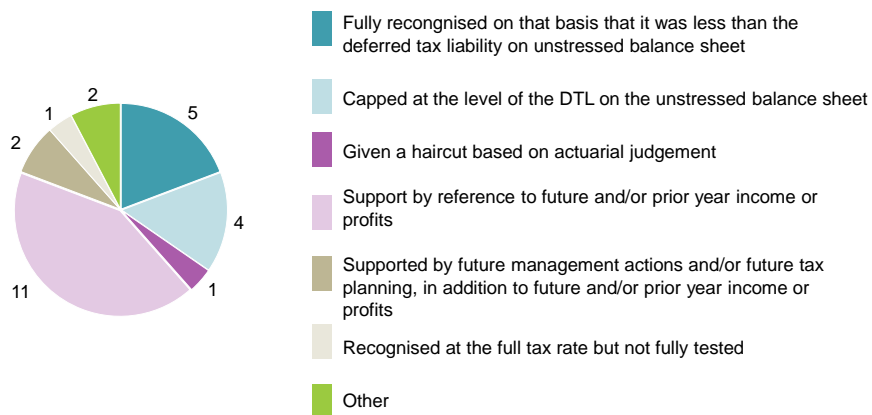 Fully recongnised on that basis that it was less than the
deferred tax liability on unstressed balance sheet
2
1
5
2
Capped at the level of the DTL on the unstressed balance sheet
Given a haircut based on actuarial judgement
Support by reference to future and/or prior year income or
profits
4
Supported by future management actions and/or future tax
planning, in addition to future and/or prior year income or
profits
11
1
Recognised at the full tax rate but not fully tested
Other